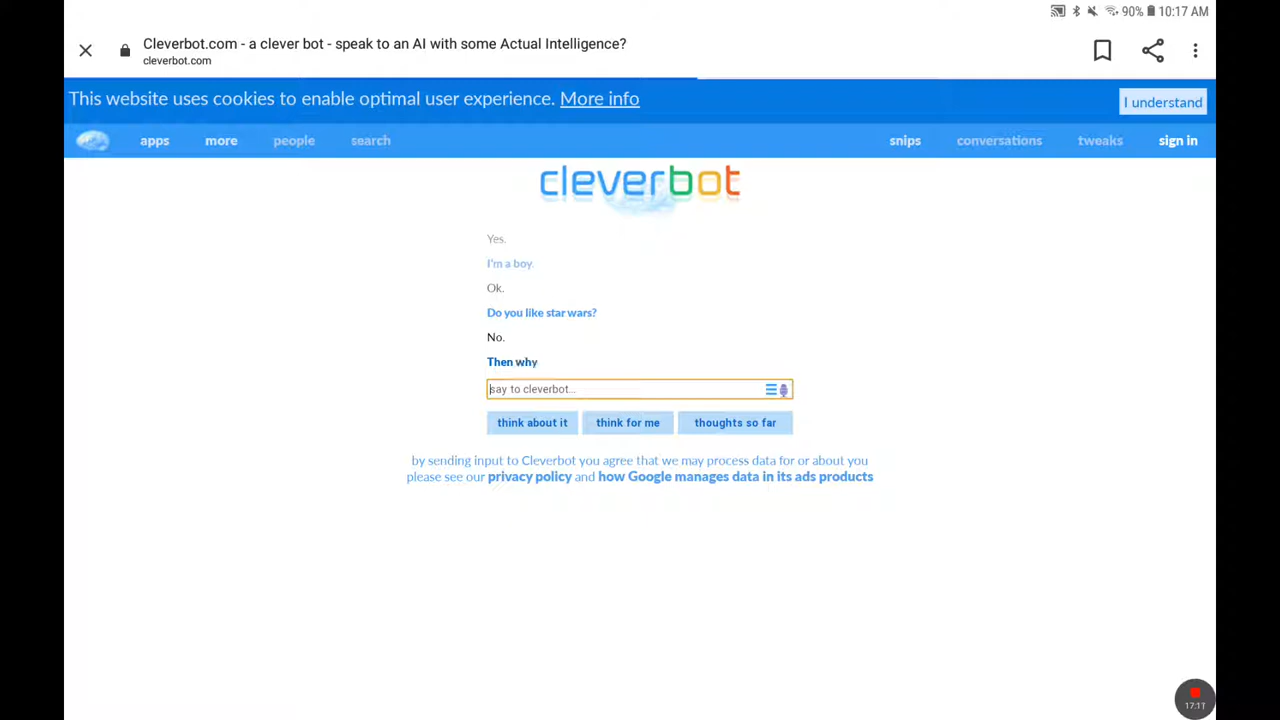 90% 10:17 AM
Cleverbot.com - a clever bot - speak to an AI with some Actual Intelligence?
cleverbot.com
This website uses cookies to enable optimal user experience. More info
I understand
apps more people search snips conversations tweaks sign in
cleverbot
Yes.
I'm a boy.
Ok.
Do you like star wars?
No.
Then why
say to cleverbot...
think about it think for me thoughts so far
by sending input to Cleverbot you agree that we may process data for or about you
please see our privacy policy and how Google manages data in its ads products
17:11